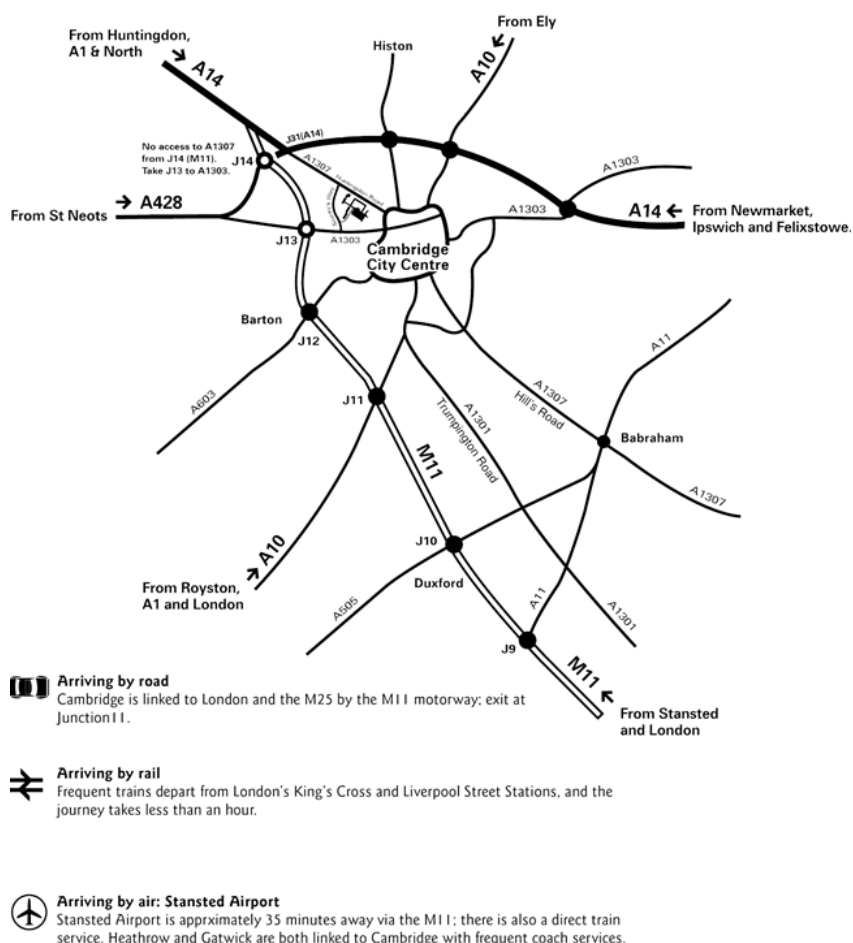 From Ely
From Huntingdon,
A1 & North
A14
Histon
A10
J31(A14)
No access to A1307
from J14 (M11).
Take J13 to A1303.
J14
A1307
Huntingdon Road
A1303
From St Neots
A428
A1303
A14
From Newmarket,
Ipswich and Felixstowe.
J13
A1303
Cambridge
City Centre
Barton
J12
A11
A603
J11
A1307
Hill's Road
A1301
Trumpington Road
Babraham
M11
A1307
J10
A10
Duxford
From Royston,
A1 and London
A505
A11
A1301
J9
M11
From Stansted
and London
Arriving by road
Cambridge is linked to London and the M25 by the M11 motorway; exit at
Junction11.
Arriving by rail
Frequent trains depart from London's King's Cross and Liverpool Street Stations, and the
journey takes less than an hour.
Arriving by air: Stansted Airport
Stansted Airport is apprximately 35 minutes away via the M11; there is also a direct train
service. Heathrow and Gatwick are both linked to Cambridge with frequent coach services.